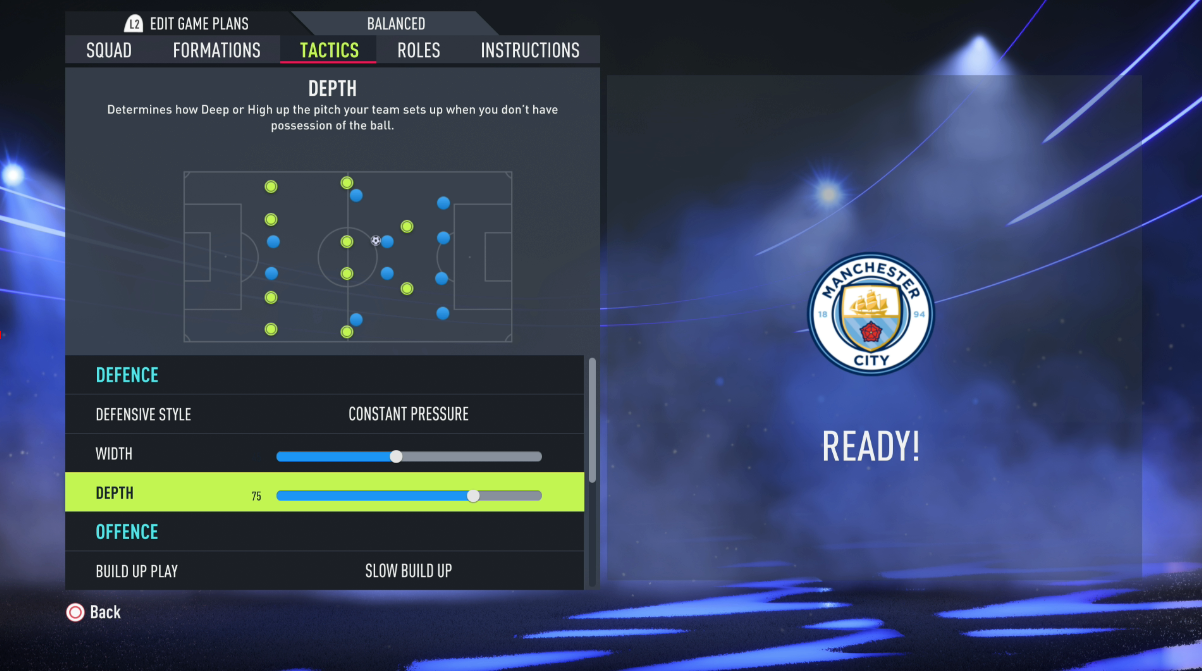 L2 EDIT GAME PLANS
BALANCED
SQUAD FORMATIONS TACTICS ROLES INSTRUCTIONS
DEPTH
Determines how Deep or High up the pitch your team sets up when you don't have
possession of the ball.
DEFENCE
DEFENSIVE STYLE CONSTANT PRESSURE
WIDTH
DEPTH 75
OFFENCE
BUILD UP PLAY SLOW BUILD UP
Back
MANCHESTER
18 94
CITY
READY!